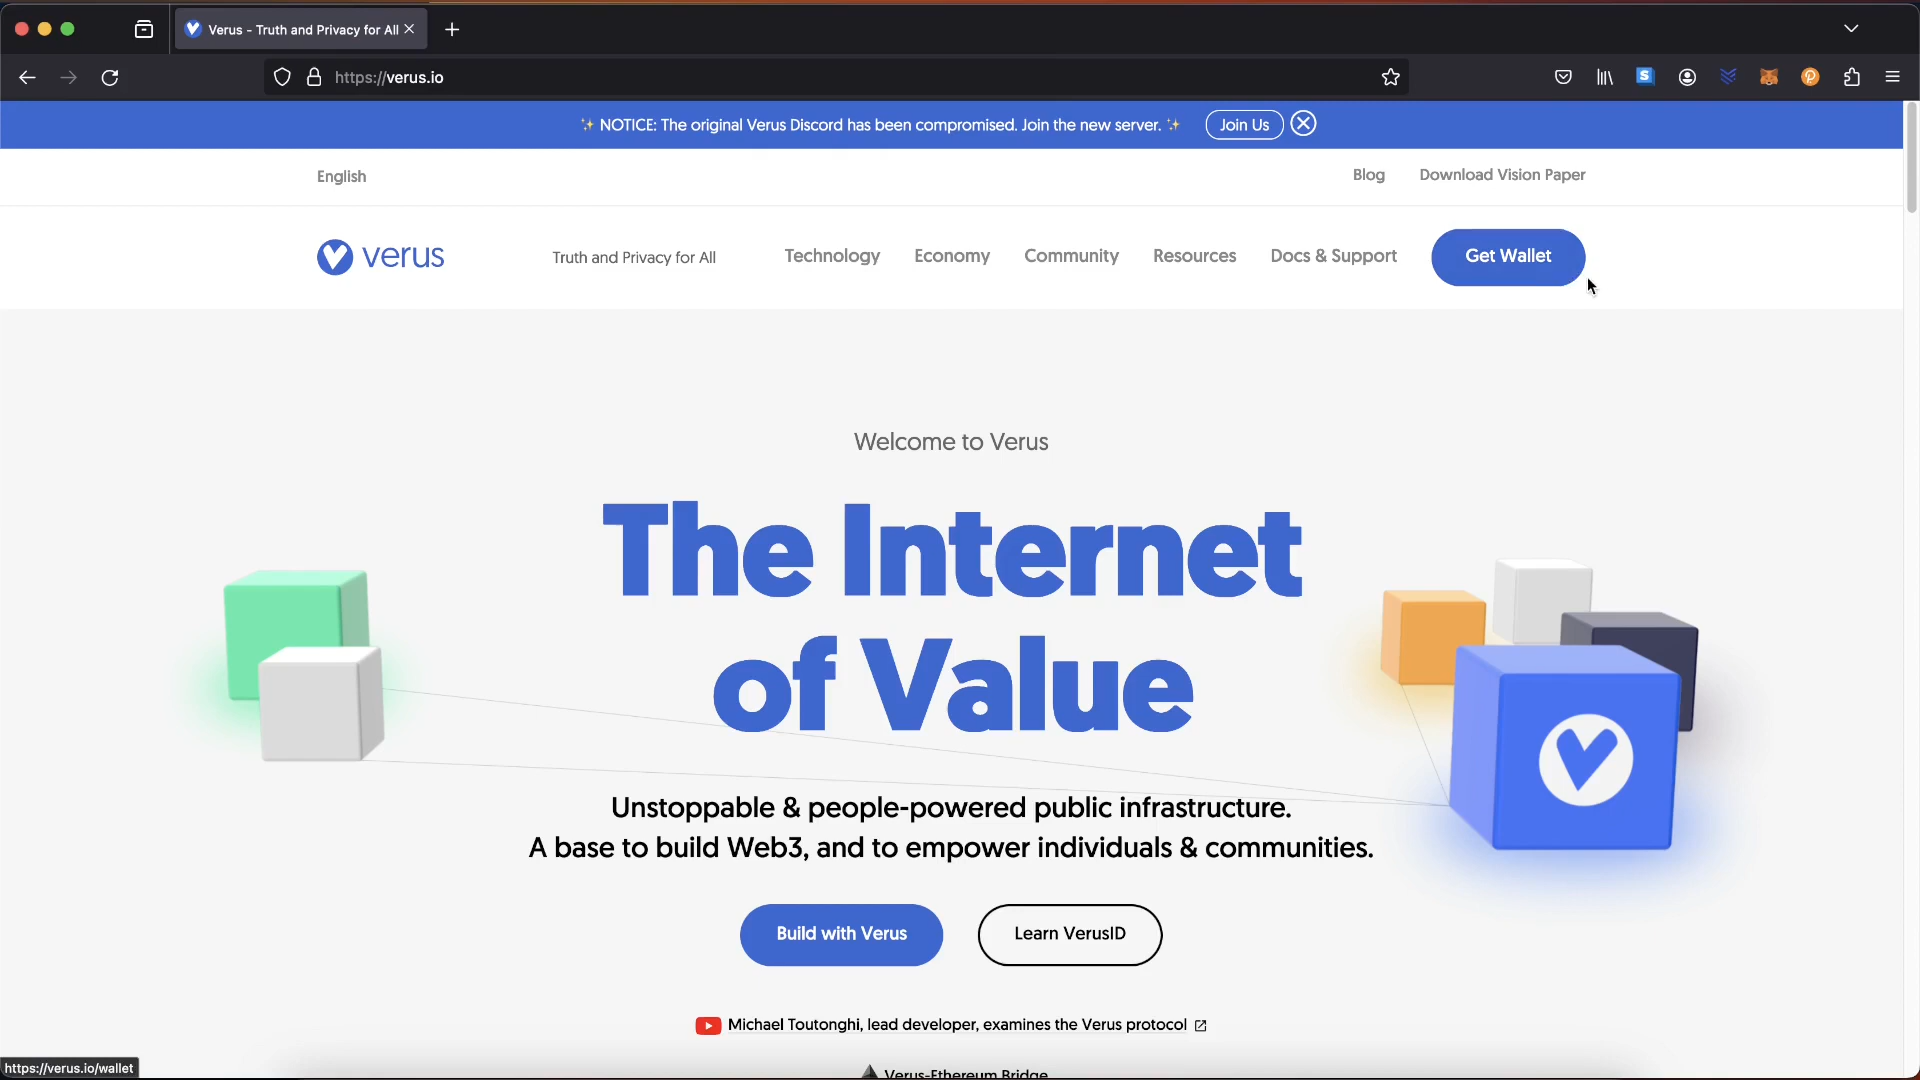 Verus - Truth and Privacy for All
https://verus.io
✨ NOTICE: The original Verus Discord has been compromised. Join the new server. ✨
Join Us
English
Blog
Download Vision Paper
verus
Truth and Privacy for All
Technology
Economy
Community
Resources
Docs & Support
Get Wallet
Welcome to Verus
The Internet
of Value
Unstoppable & people-powered public infrastructure.
A base to build Web3, and to empower individuals & communities.
Build with Verus
Learn VerusID
Michael Toutonghi, lead developer, examines the Verus protocol
https://verus.io/wallet
Verus-Ethereum Bridge